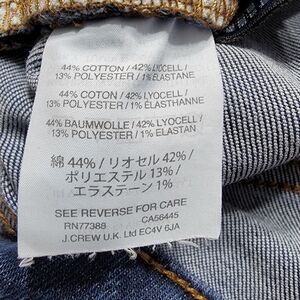 44% COTTON / 42% LYOCELL /
13% POLYESTER / 1% ELASTANE
44% COTON / 42% LYOCELL /
13% POLYESTER / 1% ÉLASTHANNE
44% BAUMWOLLE / 42% LYOCELL /
13% POLYESTER / 1% ELASTAN
綿 44% / リオセル 42% /
ポリエステル 13% /
エラステーン 1%
SEE REVERSE FOR CARE
RN77388 CA56445
J.CREW U.K. Ltd EC4V 6JA